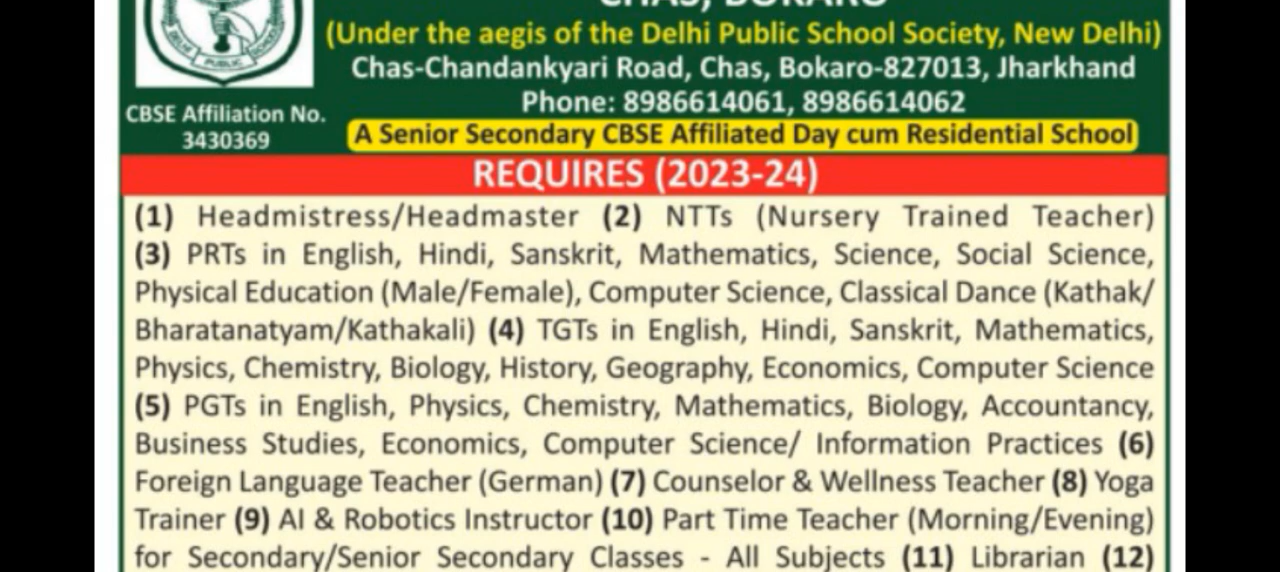 CHAS, BOKARO
(Under the aegis of the Delhi Public School Society, New Delhi)
Chas-Chandankyari Road, Chas, Bokaro-827013, Jharkhand
Phone: 8986614061, 8986614062
DELHI PUBLIC SCHOOL
CBSE Affiliation No.
3430369
A Senior Secondary CBSE Affiliated Day cum Residential School
REQUIRES (2023-24)
(1) Headmistress/Headmaster (2) NTTs (Nursery Trained Teacher)
(3) PRTs in English, Hindi, Sanskrit, Mathematics, Science, Social Science,
Physical Education (Male/Female), Computer Science, Classical Dance (Kathak/
Bharatanatyam/Kathakali) (4) TGTs in English, Hindi, Sanskrit, Mathematics,
Physics, Chemistry, Biology, History, Geography, Economics, Computer Science
(5) PGTs in English, Physics, Chemistry, Mathematics, Biology, Accountancy,
Business Studies, Economics, Computer Science/ Information Practices (6)
Foreign Language Teacher (German) (7) Counselor & Wellness Teacher (8) Yoga
Trainer (9) AI & Robotics Instructor (10) Part Time Teacher (Morning/Evening)
for Secondary/Senior Secondary Classes - All Subjects (11) Librarian (12)